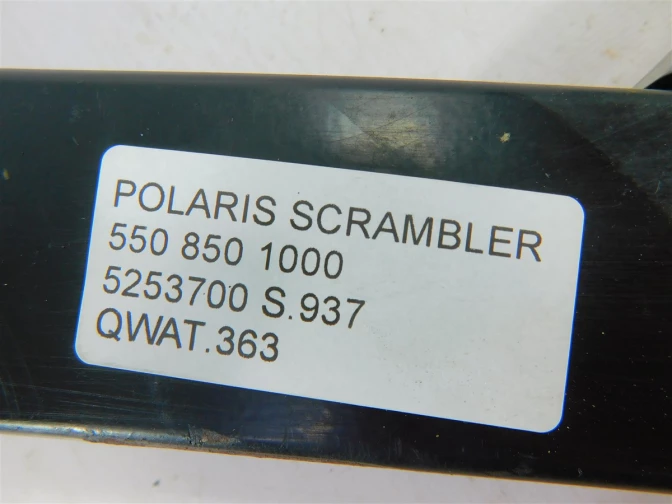 POLARIS SCRAMBLER
550 850 1000
5253700 S.937
QWAT.363